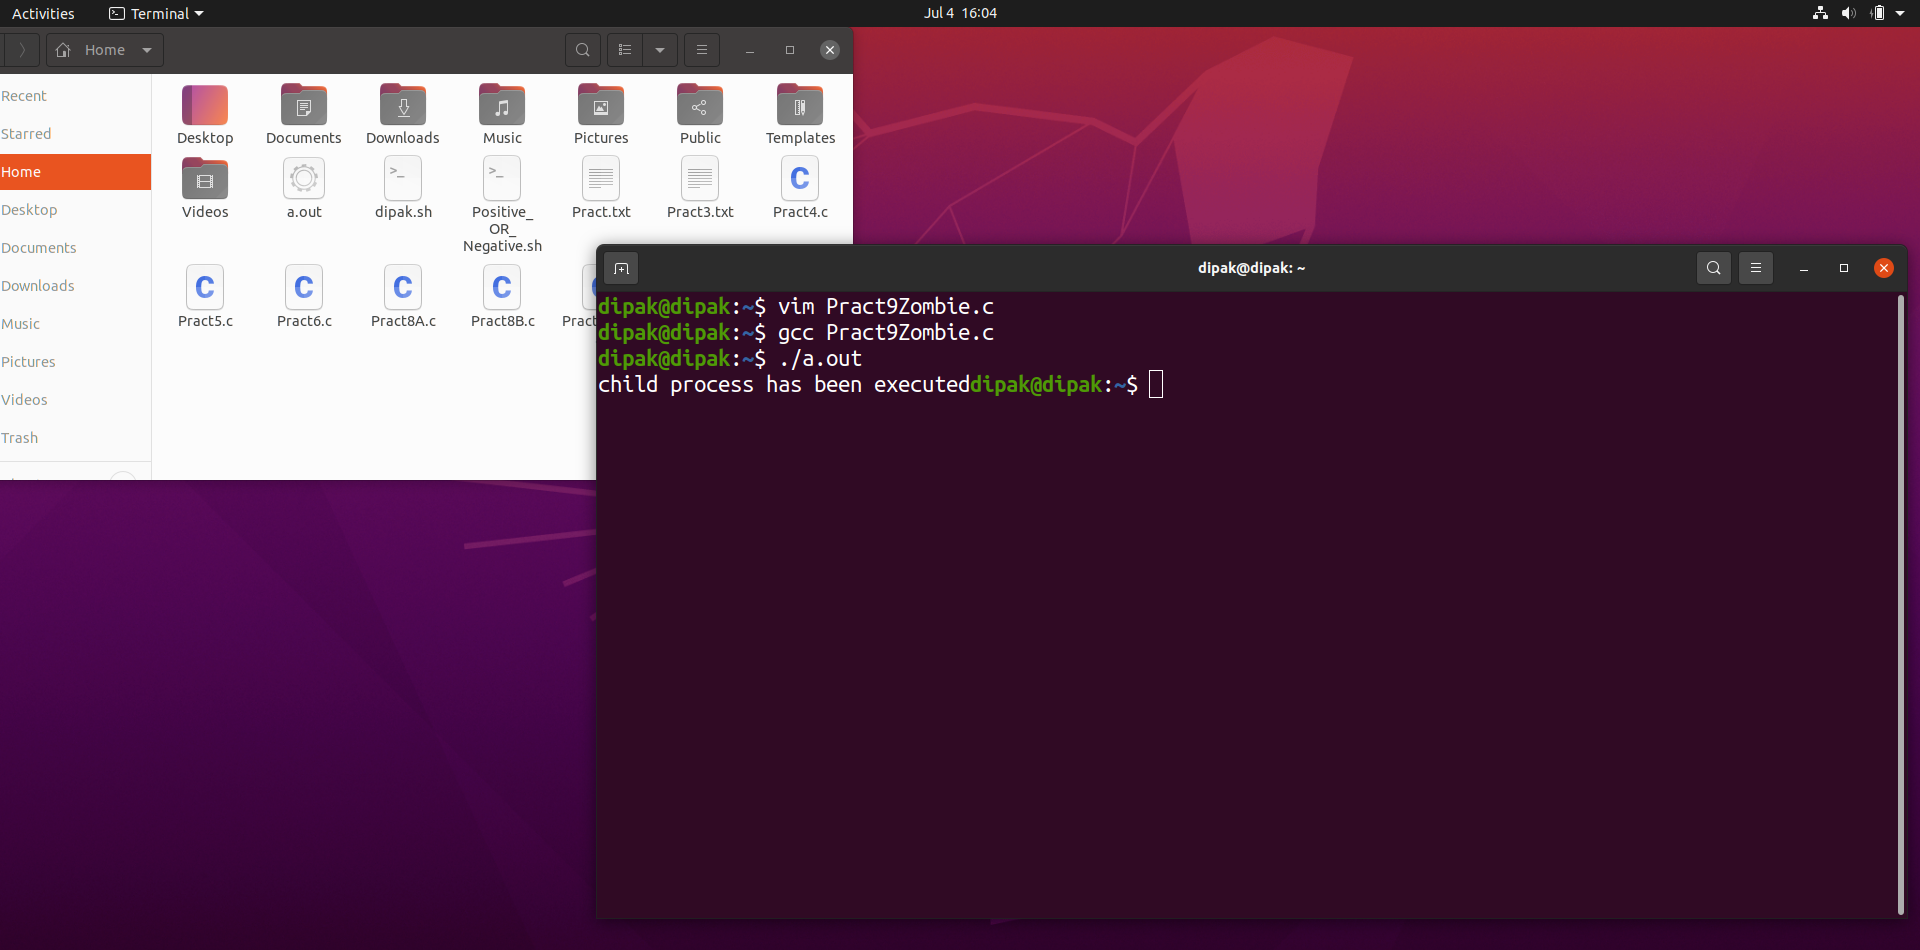 Activities Terminal Jul 4 16:04
Home
Recent
Starred
Home
Desktop
Documents
Downloads
Music
Pictures
Videos
Trash
Desktop Documents Downloads Music Pictures Public Templates
Videos a.out dipak.sh Positive_ Pract.txt Pract3.txt Pract4.c
OR_
Negative.sh
Pract5.c Pract6.c Pract8A.c Pract8B.c Pract
dipak@dipak: ~
dipak@dipak:~$ vim Pract9Zombie.c
dipak@dipak:~$ gcc Pract9Zombie.c
dipak@dipak:~$ ./a.out
child process has been executeddipak@dipak:~$